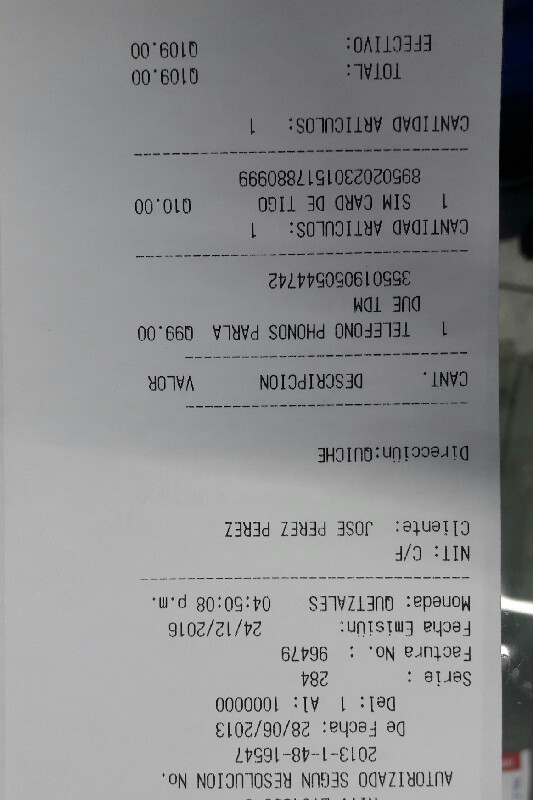 AUTORIZADO SEGUN RESOLUCION No.
2013-1-48-16547
De Fecha: 28/06/2013
Del: 1 Al: 1000000
Serie : 284
Factura No. : 96479
Fecha Emisiün: 24/12/2016
Moneda: QUETZALES 04:50:08 p.m.
NIT: C/F
Cliente: JOSE PEREZ PEREZ
Direcciün:QUICHE
CANT. DESCRIPCION VALOR
1 TELEFONO PHONOS PARLA Q99.00
DUE TDM
355019050544742
CANTIDAD ARTICULOS: 1
1 SIM CARD DE TIGO Q10.00
8950202301517880999
CANTIDAD ARTICULOS: 1
TOTAL: Q109.00
EFECTIVO: Q109.00